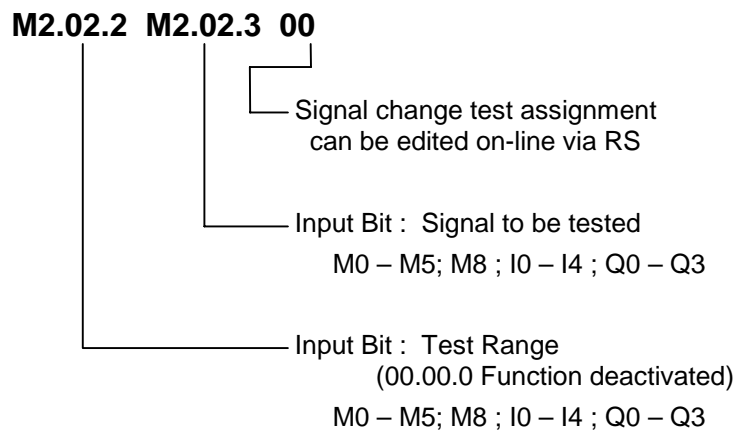 M2.02.2 M2.02.3 00
Signal change test assignment
can be edited on-line via RS
Input Bit : Signal to be tested
M0 – M5; M8 ; I0 – I4 ; Q0 – Q3
Input Bit : Test Range
(00.00.0 Function deactivated)
M0 – M5; M8 ; I0 – I4 ; Q0 – Q3